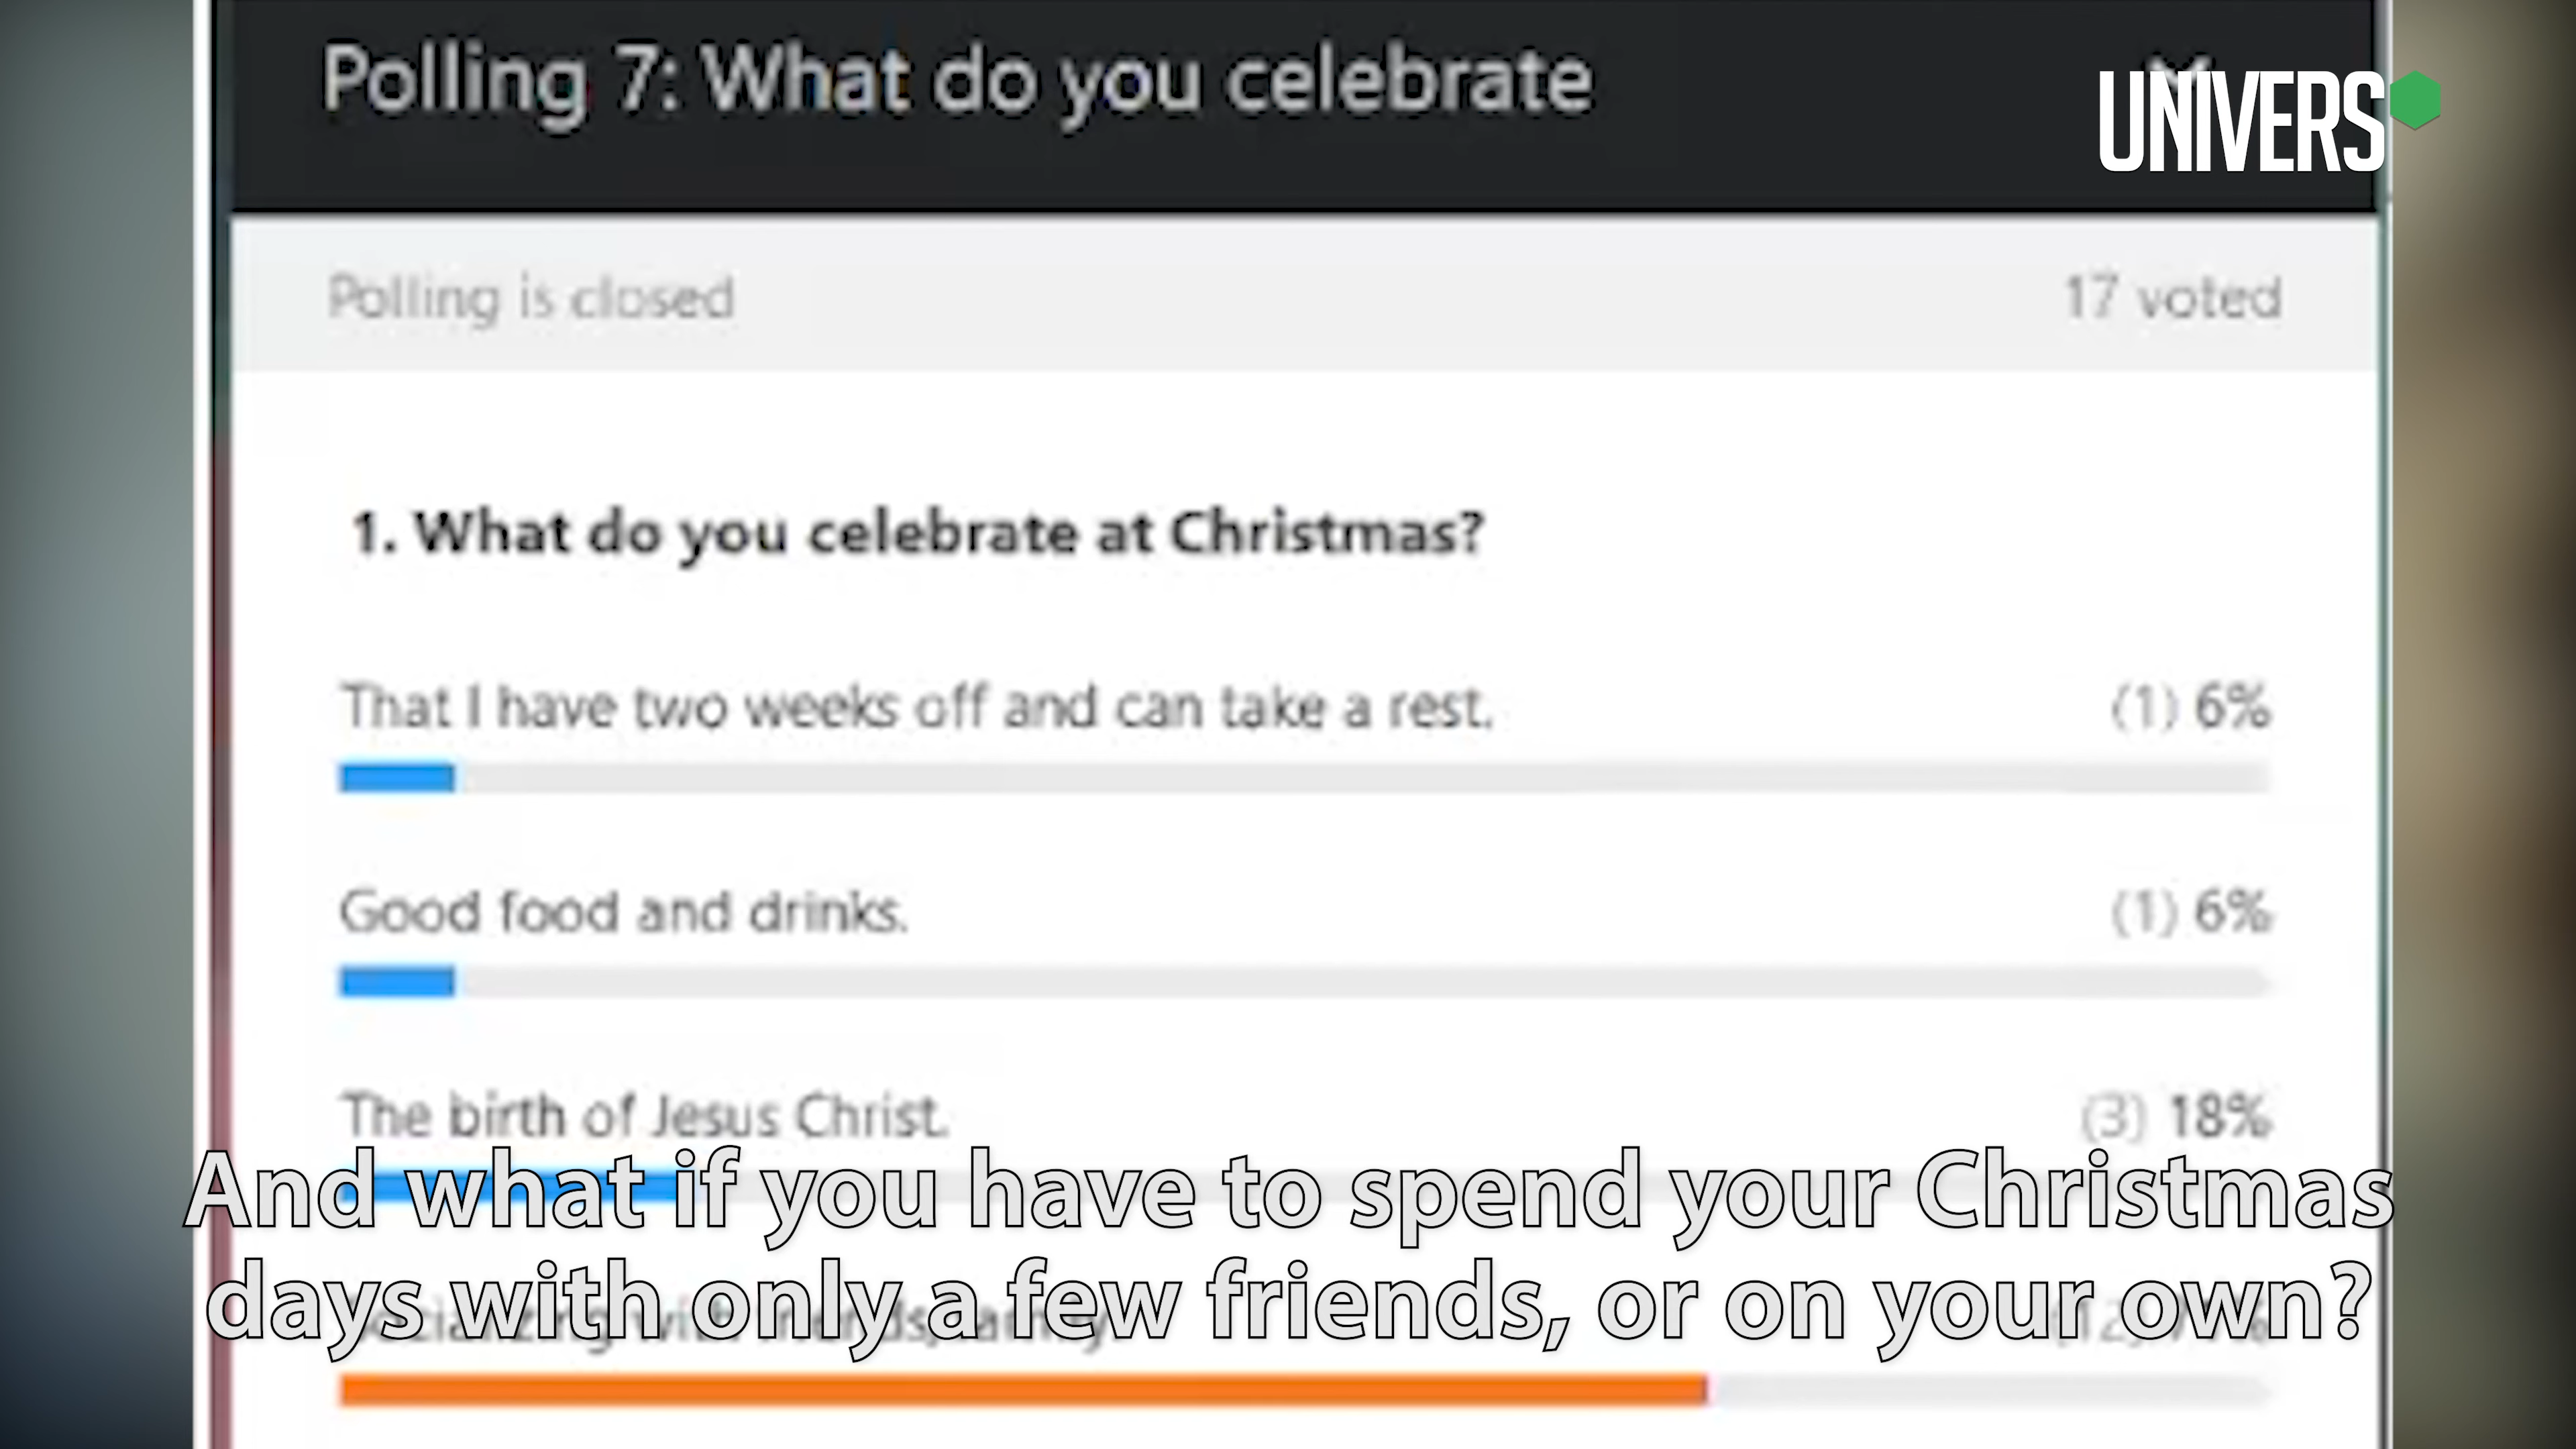 Polling 7: What do you celebrate
UNIVERS
Polling is closed
17 voted
1. What do you celebrate at Christmas?
That I have two weeks off and can take a rest.
(1) 6%
Good food and drinks.
(1) 6%
The birth of Jesus Christ.
(3) 18%
And what if you have to spend your Christmas
days with only a few friends, or on your own?